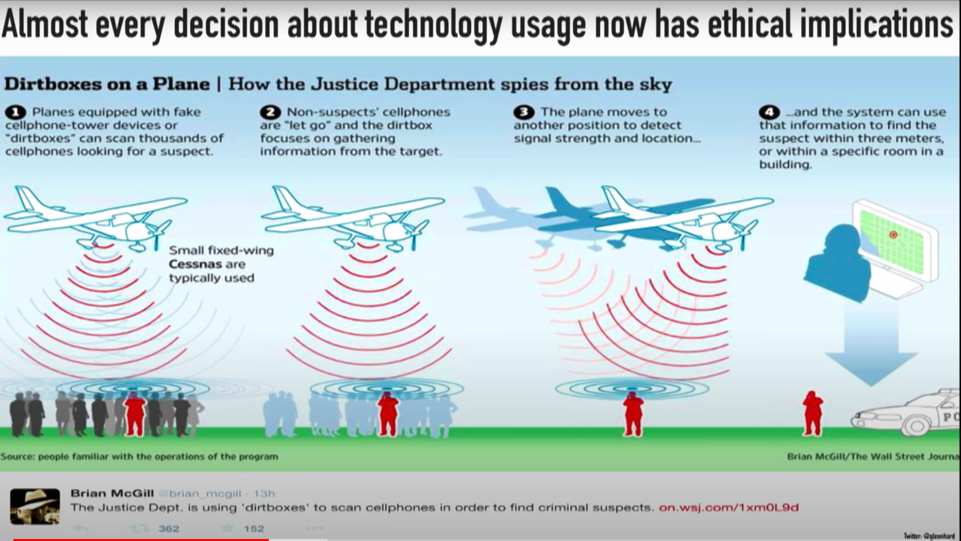 Almost every decision about technology usage now has ethical implications
Dirtboxes on a Plane | How the Justice Department spies from the sky
1 Planes equipped with fake
cellphone-tower devices or
"dirtboxes" can scan thousands of
cellphones looking for a suspect.
2 Non-suspects' cellphones
are "let go" and the dirtbox
focuses on gathering
information from the target.
3 The plane moves to
another position to detect
signal strength and location...
4 ...and the system can use
that information to find the
suspect within three meters,
or within a specific room in a
building.
Small fixed-wing
Cessnas are
typically used
PO
Source: people familiar with the operations of the program
Brian McGill/The Wall Street Journa
Brian McGill @brian_mcgill · 13h
The Justice Dept. is using 'dirtboxes' to scan cellphones in order to find criminal suspects. on.wsj.com/1xm0L9d
362 152
Twitter: @gleonhard